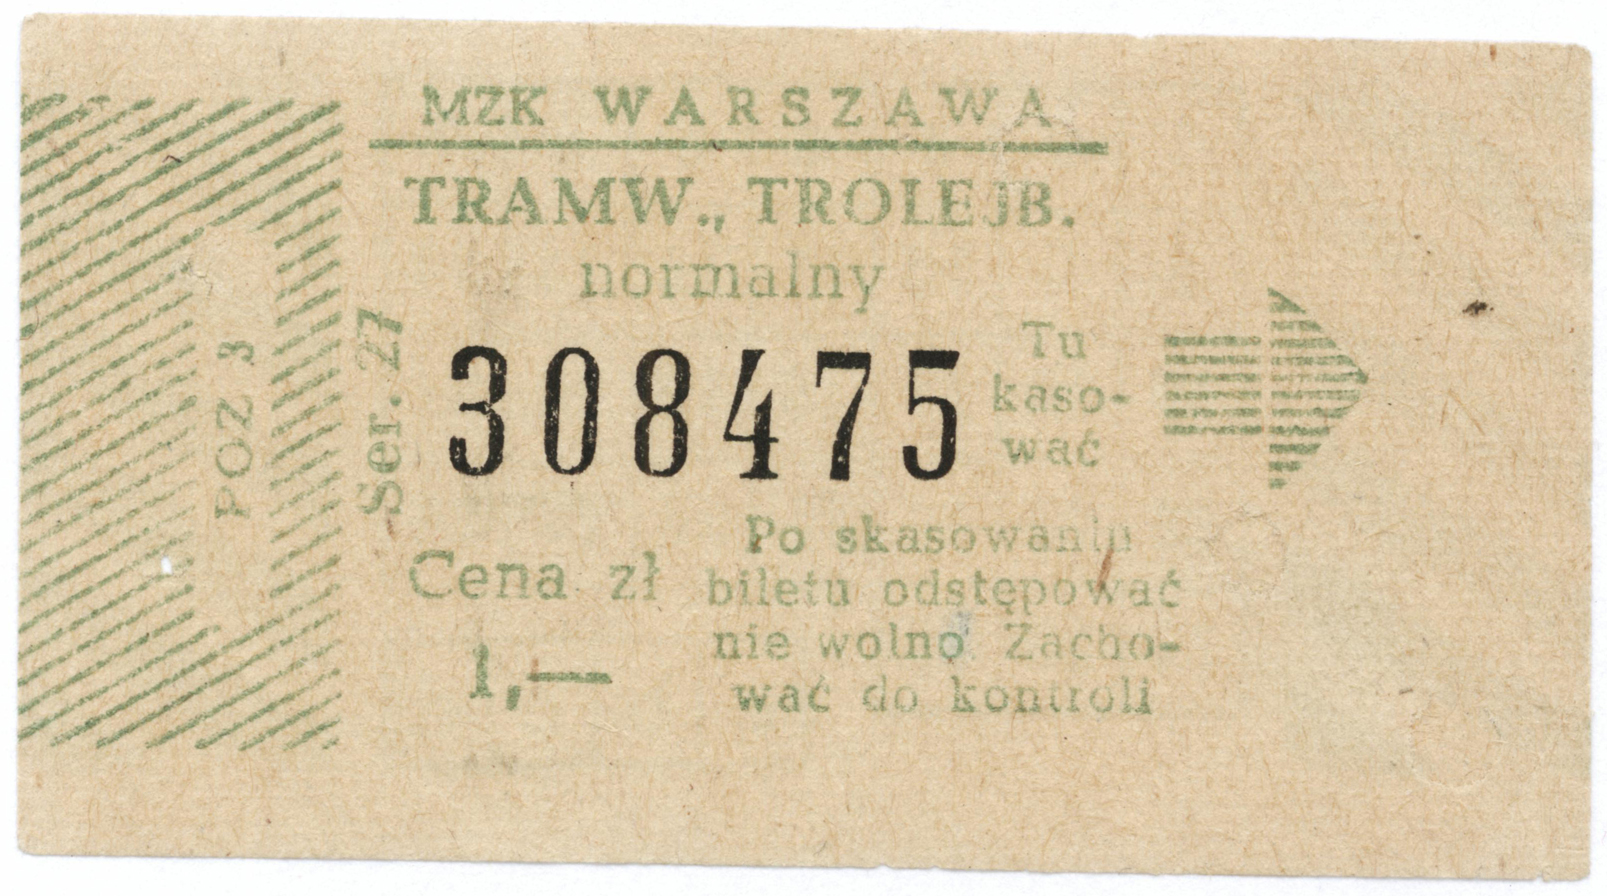 MZK WARSZAWA
TRAMW., TROLEJB.
normalny
POZ 3
Ser. 27
308475
Tu
kaso-
wać
Cena zł
1,—
Po skasowaniu
biletu odstępować
nie wolno Zacho-
wać do kontroli